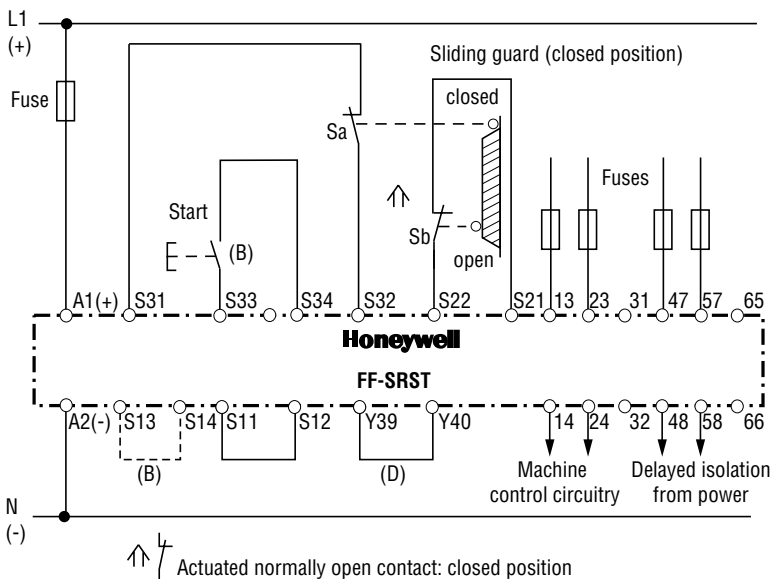 L1
(+)
Sliding guard (closed position)
Fuse
closed
Sa
Fuses
Start
(B)
Sb
open
A1(+) S31 S33 S34 S32 S22 S21 13 23 31 47 57 65
Honeywell
FF-SRST
A2(-) S13 S14 S11 S12 Y39 Y40 14 24 32 48 58 66
(B) (D)
Machine
control circuitry
Delayed isolation
from power
N
(-)
Actuated normally open contact: closed position